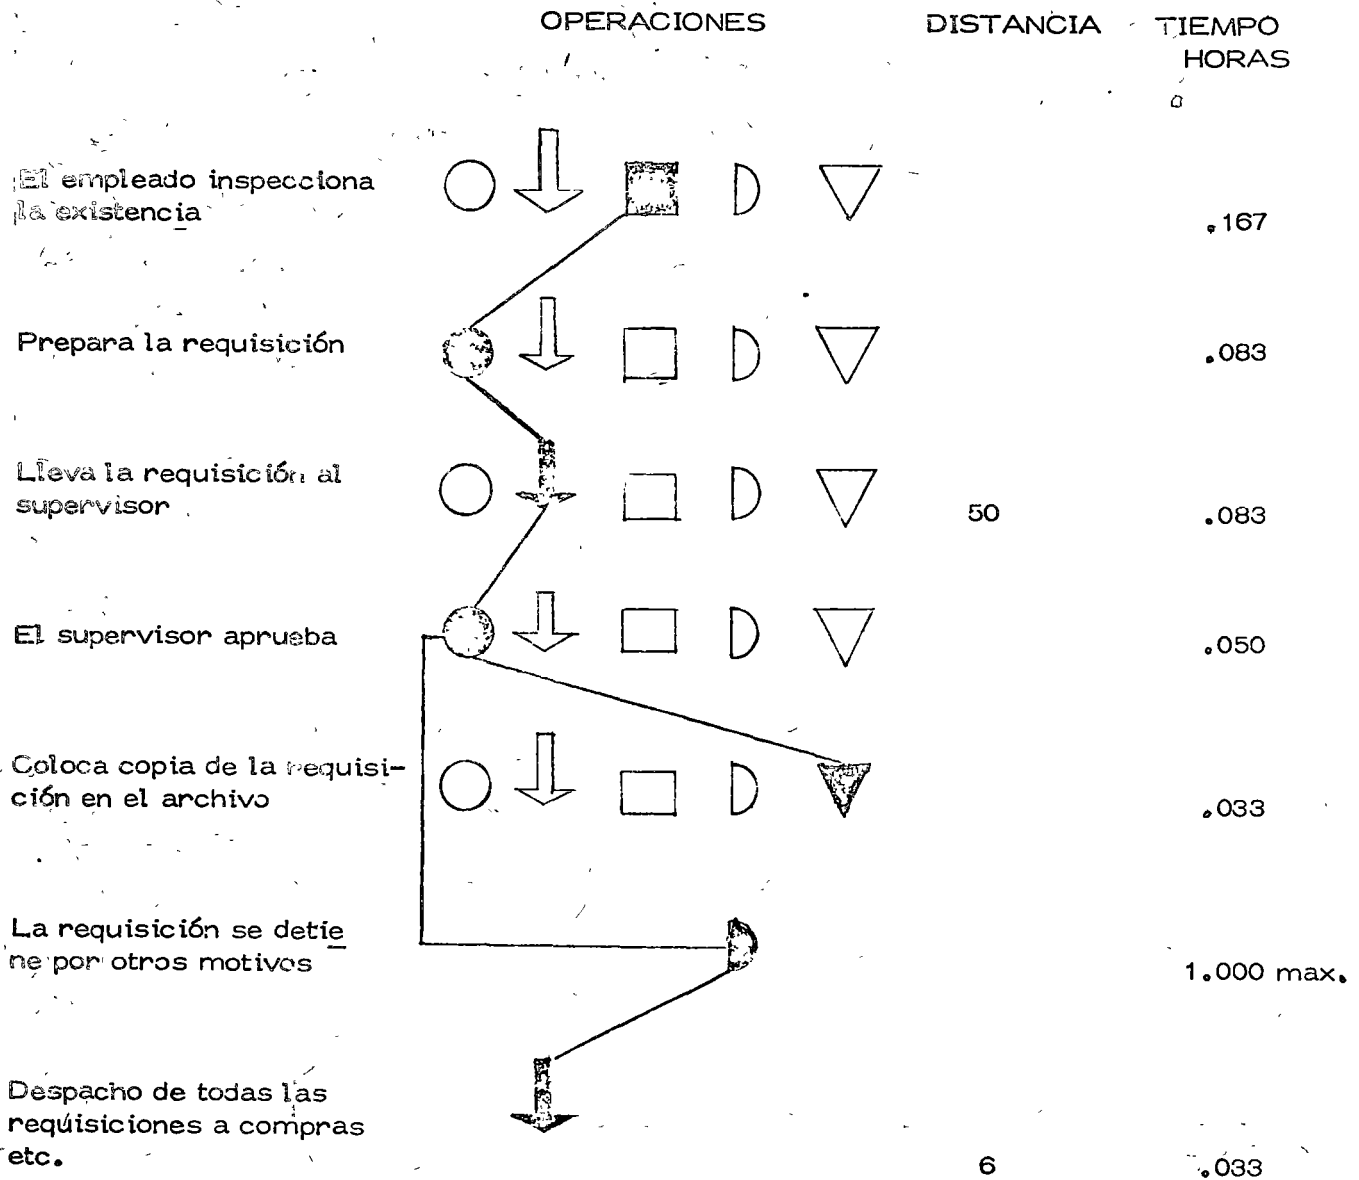 OPERACIONES DISTANCIA TIEMPO
HORAS
El empleado inspecciona
la existencia
.167
Prepara la requisición
.083
Lleva la requisición al
supervisor
50 .083
El supervisor aprueba
.050
Coloca copia de la requisi-
ción en el archivo
.033
La requisición se detie
ne por otros motivos
1.000 max.
Despacho de todas las
requisiciones a compras
etc.
6 .033